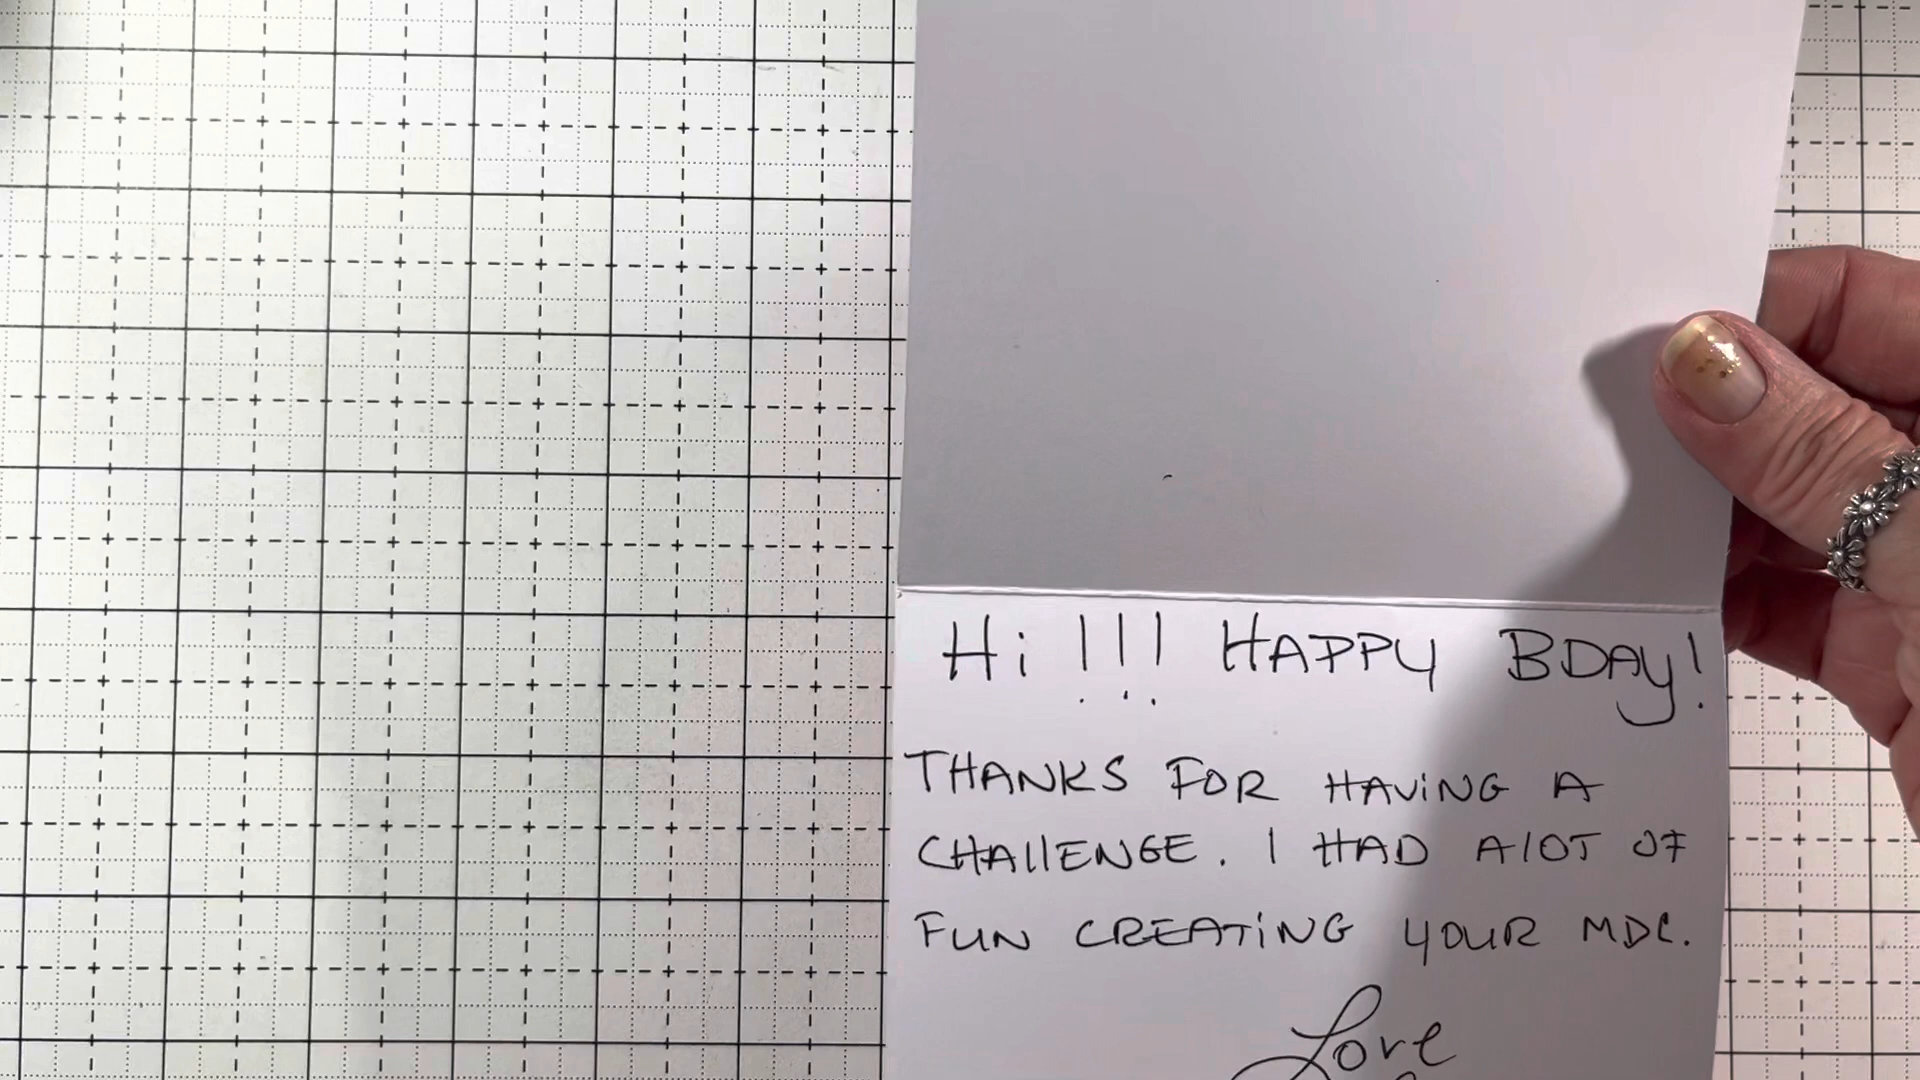 Hi !!! HAPPY BDAY!
THANKS FOR HAViNG A
CHAllENGE. I HAD AlOT OF
FUN CREATiNG YOUR MDC.
Love